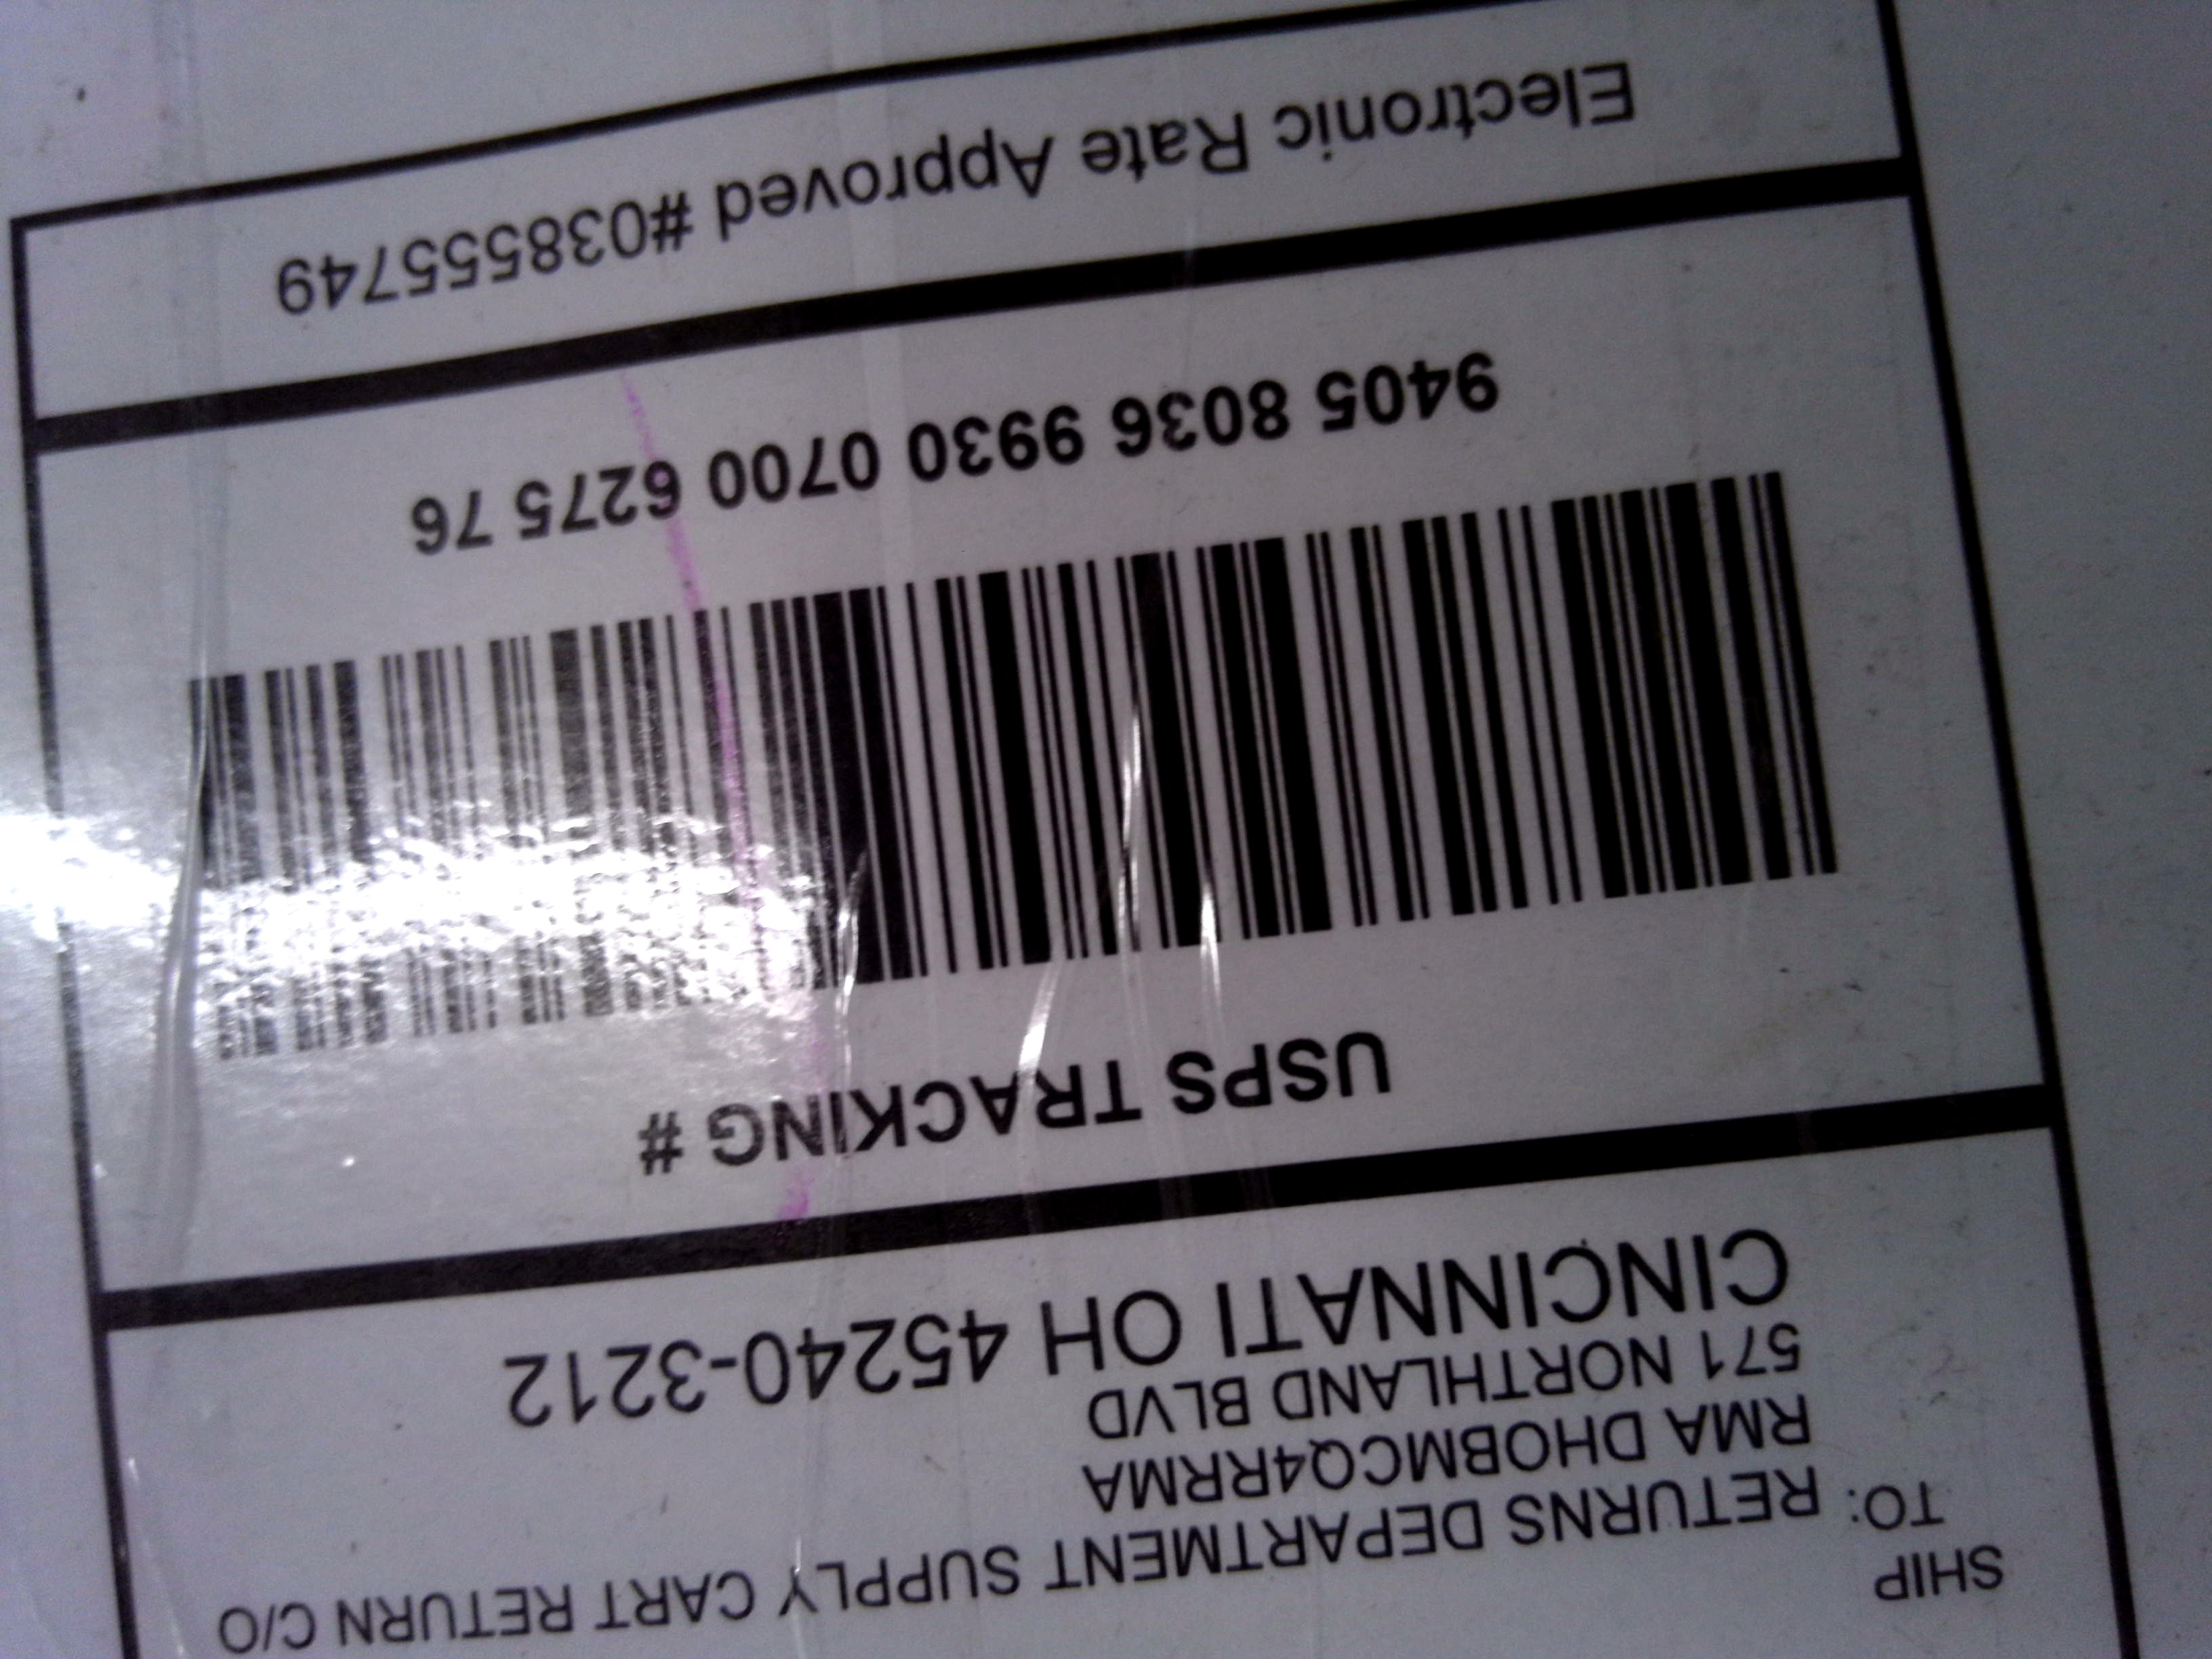 SHIP
TO: RETURNS DEPARTMENT SUPPLY CART RETURN C/O
RMA DHOBMCQ4RRMA
571 NORTHLAND BLVD
CINCINNATI OH 45240-3212
USPS TRACKING #
9405 8036 9930 0700 6275 76
Electronic Rate Approved #038555749